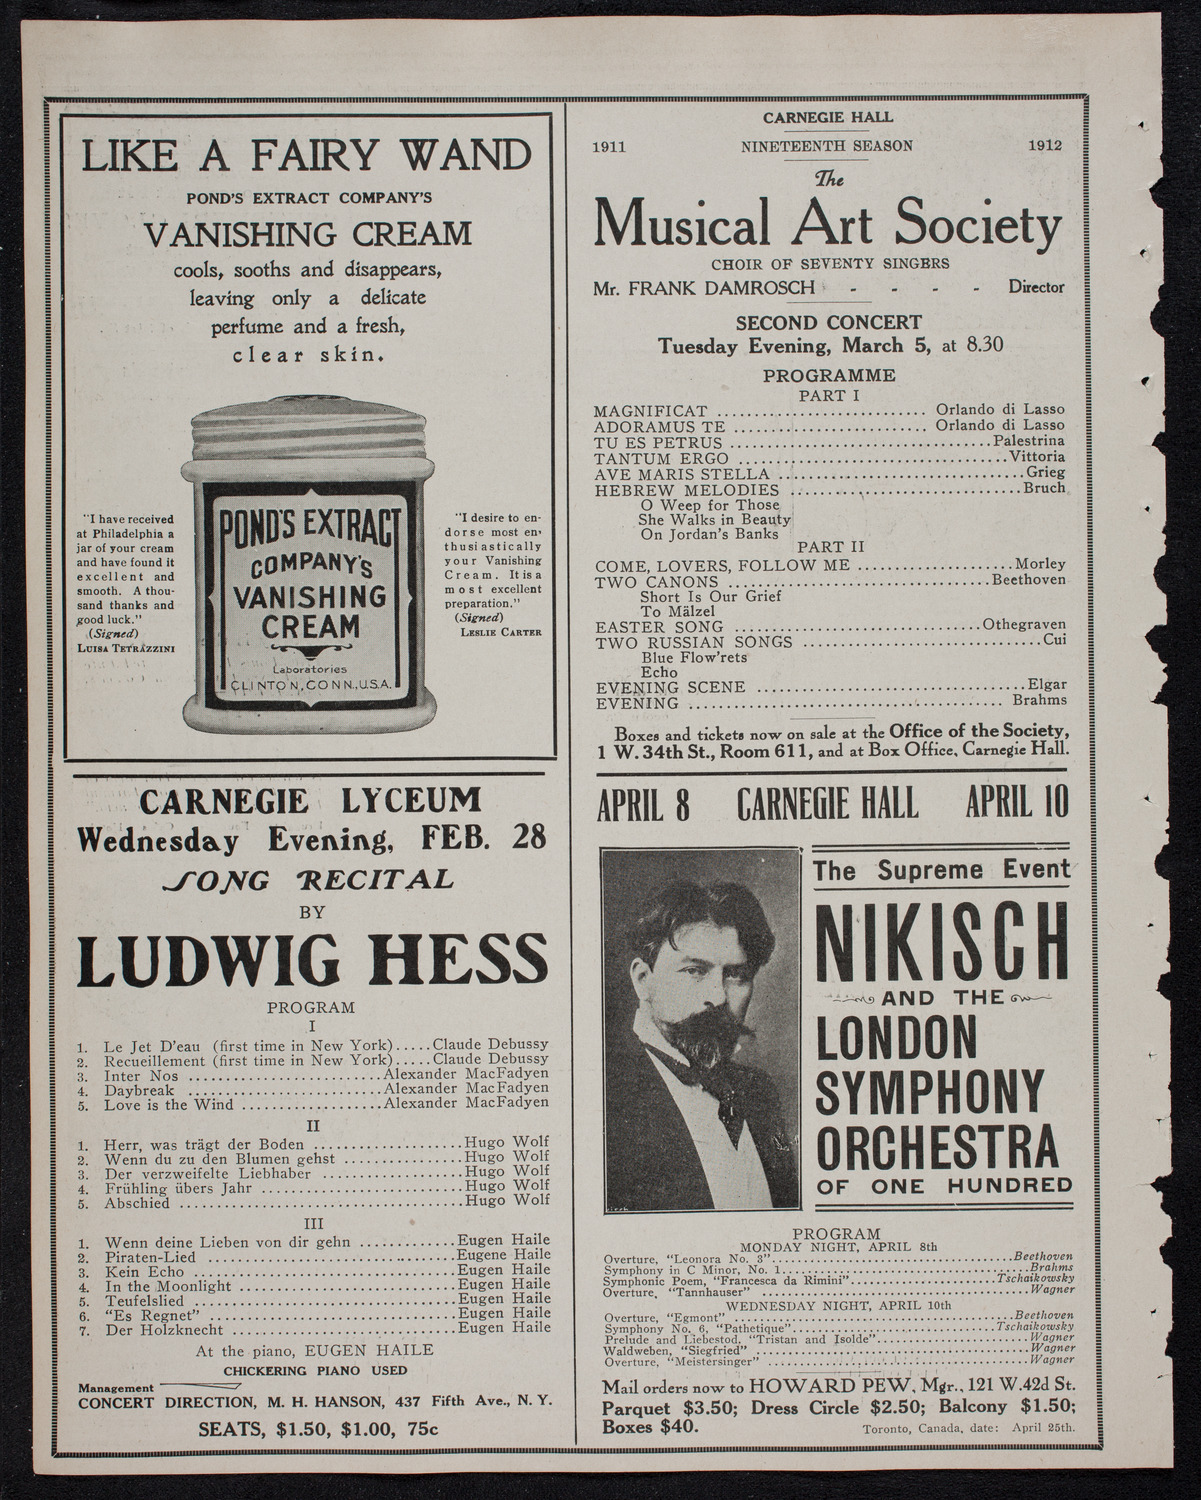 LIKE A FAIRY WAND
POND'S EXTRACT COMPANY'S
VANISHING CREAM
cools, sooths and disappears,
leaving only a delicate
perfume and a fresh,
clear skin.
"I have received
at Philadelphia a
jar of your cream
and have found it
excellent and
smooth. A thou-
sand thanks and
good luck."
(Signed)
LUISA TETRAZZINI
POND'S EXTRACT
COMPANY'S
VANISHING
CREAM
Laboratories
CLINTON, CONN., U.S.A.
"I desire to en-
dorse most en-
thusiastically
your Vanishing
Cream. It is a
most excellent
preparation."
(Signed)
LESLIE CARTER
CARNEGIE LYCEUM
Wednesday Evening, FEB. 28
SONG RECITAL
BY
LUDWIG HESS
PROGRAM
I
1. Le Jet D'eau (first time in New York).....Claude Debussy
2. Recueillement (first time in New York).....Claude Debussy
3. Inter Nos .........................Alexander MacFadyen
4. Daybreak .........................Alexander MacFadyen
5. Love is the Wind ..................Alexander MacFadyen
II
1. Herr, was trägt der Boden ....................Hugo Wolf
2. Wenn du zu den Blumen gehst ................Hugo Wolf
3. Der verzweifelte Liebhaber ...................Hugo Wolf
4. Frühling übers Jahr ...........................Hugo Wolf
5. Abschied ......................................Hugo Wolf
III
1. Wenn deine Lieben von dir gehn .............Eugen Haile
2. Piraten-Lied ..................................Eugene Haile
3. Kein Echo ...................................Eugen Haile
4. In the Moonlight .............................Eugen Haile
5. Teufelslied ...................................Eugen Haile
6. "Es Regnet" ..................................Eugen Haile
7. Der Holzknecht ..............................Eugen Haile
At the piano, EUGEN HAILE
CHICKERING PIANO USED
Management
CONCERT DIRECTION, M. H. HANSON, 437 Fifth Ave., N. Y.
SEATS, $1.50, $1.00, 75c
CARNEGIE HALL
1911 NINETEENTH SEASON 1912
The
Musical Art Society
CHOIR OF SEVENTY SINGERS
Mr. FRANK DAMROSCH - - - - Director
SECOND CONCERT
Tuesday Evening, March 5, at 8.30
PROGRAMME
PART I
MAGNIFICAT ........................... Orlando di Lasso
ADORAMUS TE ......................... Orlando di Lasso
TU ES PETRUS ..................................Palestrina
TANTUM ERGO ...................................Vittoria
AVE MARIS STELLA ................................Grieg
HEBREW MELODIES ..............................Bruch
O Weep for Those
She Walks in Beauty
On Jordan's Banks
PART II
COME, LOVERS, FOLLOW ME ....................Morley
TWO CANONS ..................................Beethoven
Short Is Our Grief
To Mälzel
EASTER SONG .................................Othegraven
TWO RUSSIAN SONGS ...............................Cui
Blue Flow'rets
Echo
EVENING SCENE ...................................Elgar
EVENING ......................................... Brahms
Boxes and tickets now on sale at the Office of the Society,
1 W. 34th St., Room 611, and at Box Office, Carnegie Hall.
APRIL 8 CARNEGIE HALL APRIL 10
The Supreme Event
NIKISCH
AND THE
LONDON
SYMPHONY
ORCHESTRA
OF ONE HUNDRED
PROGRAM
MONDAY NIGHT, APRIL 8th
Overture, "Leonora No. 3"...................................Beethoven
Symphony in C Minor, No. 1..................................Brahms
Symphonic Poem, "Francesca da Rimini".....................Tschaikowsky
Overture, "Tannhauser" .....................................Wagner
WEDNESDAY NIGHT, APRIL 10th
Overture, "Egmont" .......................................Beethoven
Symphony No. 6, "Pathetique"............................Tschaikowsky
Prelude and Liebestod, "Tristan and Isolde"....................Wagner
Waldweben, "Siegfried" .....................................Wagner
Overture, "Meistersinger" ...................................Wagner
Mail orders now to HOWARD PEW, Mgr., 121 W. 42d St.
Parquet $3.50; Dress Circle $2.50; Balcony $1.50;
Boxes $40. Toronto, Canada, date: April 25th.